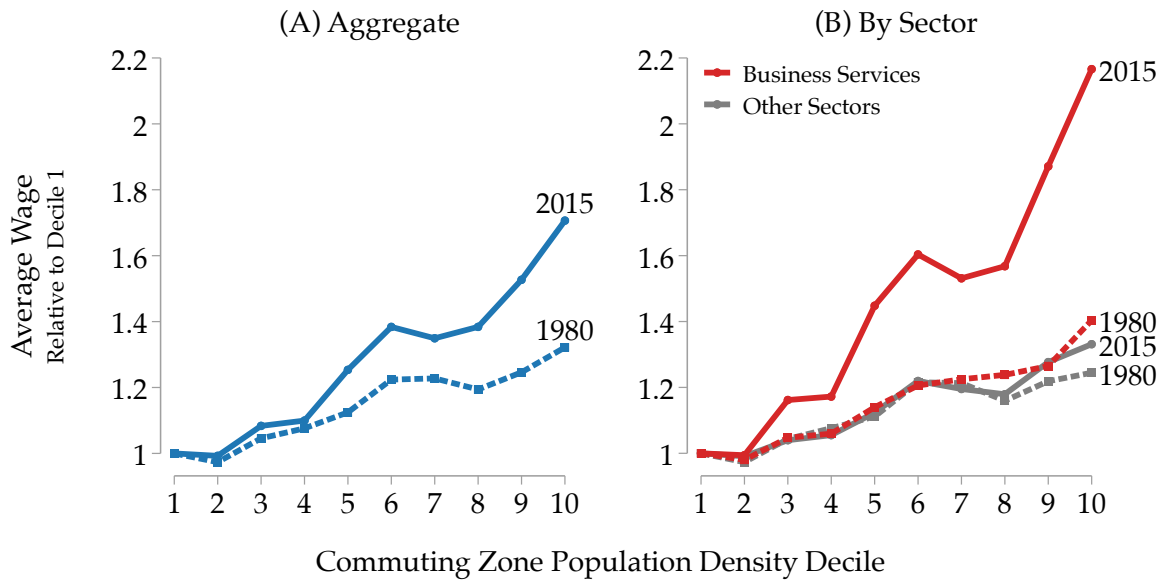 (A) Aggregate
(B) By Sector
Average Wage
Relative to Decile 1
2.2
2
1.8
1.6
1.4
1.2
1
2015
1980
1 2 3 4 5 6 7 8 9 10
2.2
2
1.8
1.6
1.4
1.2
1
Business Services
Other Sectors
2015
1980
2015
1980
1 2 3 4 5 6 7 8 9 10
Commuting Zone Population Density Decile